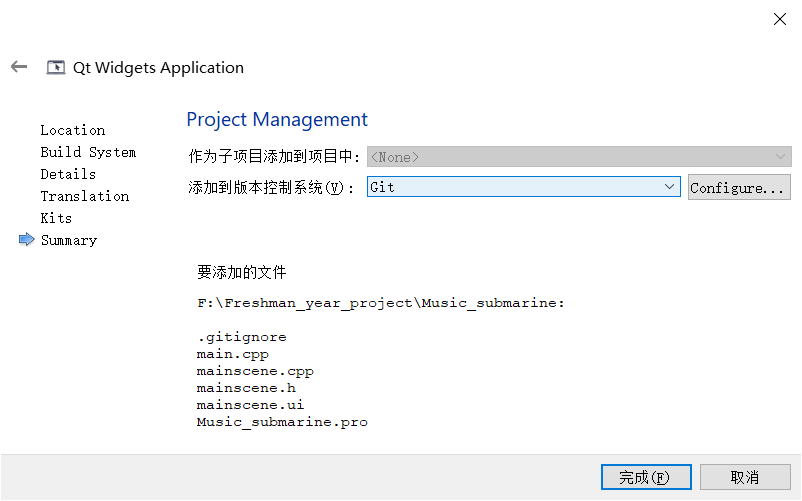 Qt Widgets Application
Location
Build System
Details
Translation
Kits
Summary
Project Management
作为子项目添加到项目中: <None>
添加到版本控制系统(V): Git Configure...
要添加的文件
F:\Freshman_year_project\Music_submarine:
.gitignore
main.cpp
mainscene.cpp
mainscene.h
mainscene.ui
Music_submarine.pro
完成(F) 取消